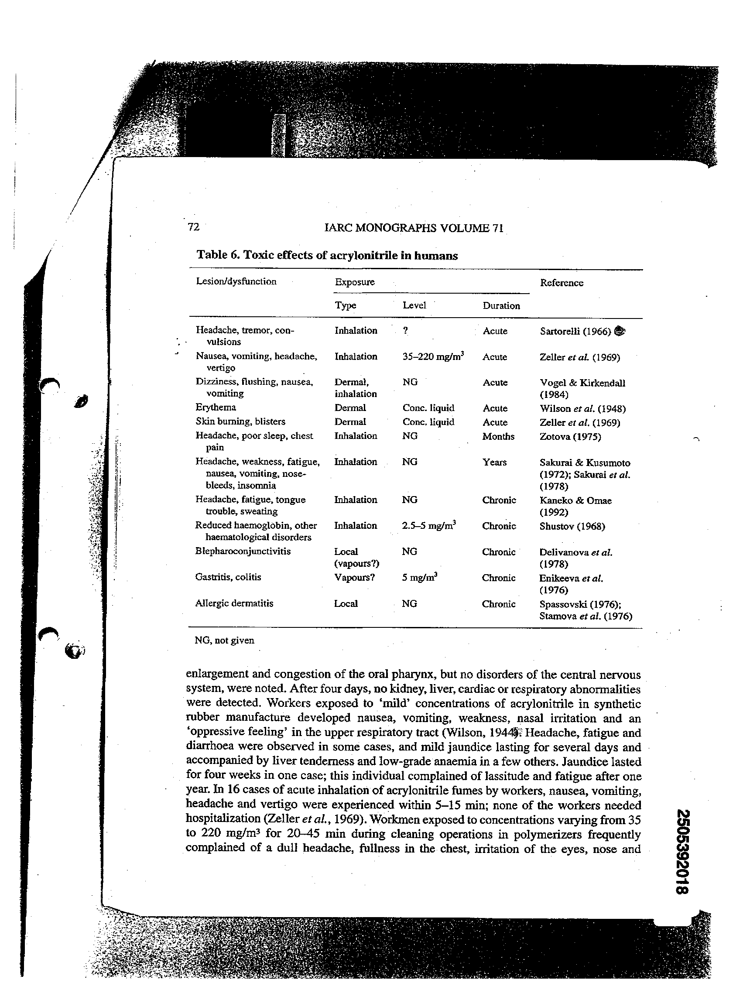 72 IARC MONOGRAPHS VOLUME 71
Table 6. Toxic effects of acrylonitrile in humans
Lesion/dysfunction Exposure Reference
Type Level Duration
Headache, tremor, con- Inhalation ? Acute Sartorelli (1966)
vulsions
Nausea, vomiting, headache, Inhalation 35–220 mg/m³ Acute Zeller et al. (1969)
vertigo
Dizziness, flushing, nausea, Dermal, NG Acute Vogel & Kirkendall
vomiting inhalation (1984)
Erythema Dermal Conc. liquid Acute Wilson et al. (1948)
Skin burning, blisters Dermal Conc. liquid Acute Zeller et al. (1969)
Headache, poor sleep, chest Inhalation NG Months Zotova (1975)
pain
Headache, weakness, fatigue, Inhalation NG Years Sakurai & Kusumoto
nausea, vomiting, nose- (1972); Sakurai et al.
bleeds, insomnia (1978)
Headache, fatigue, tongue Inhalation NG Chronic Kaneko & Omae
trouble, sweating (1992)
Reduced haemoglobin, other Inhalation 2.5–5 mg/m³ Chronic Shustov (1968)
haematological disorders
Blepharoconjunctivitis Local NG Chronic Delivanova et al.
(vapours?) (1978)
Gastritis, colitis Vapours? 5 mg/m³ Chronic Enikeeva et al.
(1976)
Allergic dermatitis Local NG Chronic Spassovski (1976);
Stamova et al. (1976)
NG, not given
enlargement and congestion of the oral pharynx, but no disorders of the central nervous
system, were noted. After four days, no kidney, liver, cardiac or respiratory abnormalities
were detected. Workers exposed to ‘mild’ concentrations of acrylonitrile in synthetic
rubber manufacture developed nausea, vomiting, weakness, nasal irritation and an
‘oppressive feeling’ in the upper respiratory tract (Wilson, 1944). Headache, fatigue and
diarrhoea were observed in some cases, and mild jaundice lasting for several days and
accompanied by liver tenderness and low-grade anaemia in a few others. Jaundice lasted
for four weeks in one case; this individual complained of lassitude and fatigue after one
year. In 16 cases of acute inhalation of acrylonitrile fumes by workers, nausea, vomiting,
headache and vertigo were experienced within 5–15 min; none of the workers needed
hospitalization (Zeller et al., 1969). Workmen exposed to concentrations varying from 35
to 220 mg/m³ for 20–45 min during cleaning operations in polymerizers frequently
complained of a dull headache, fullness in the chest, irritation of the eyes, nose and
2505392018